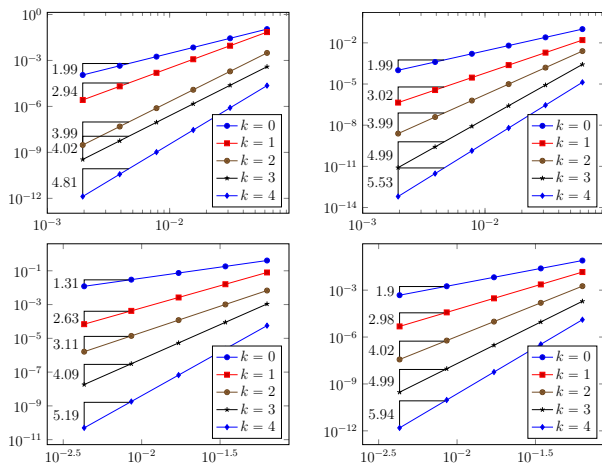 10^0
10^-3
10^-6
10^-9
10^-12
1.99
2.94
3.99
4.02
4.81
k = 0
k = 1
k = 2
k = 3
k = 4
10^-3
10^-2
10^-2
10^-5
10^-8
10^-11
10^-14
1.99
3.02
3.99
4.99
5.53
k = 0
k = 1
k = 2
k = 3
k = 4
10^-3
10^-2
10^-1
10^-3
10^-5
10^-7
10^-9
10^-11
1.31
2.63
3.11
4.09
5.19
k = 0
k = 1
k = 2
k = 3
k = 4
10^-2.5
10^-2
10^-1.5
10^-3
10^-6
10^-9
10^-12
1.9
2.98
4.02
4.99
5.94
k = 0
k = 1
k = 2
k = 3
k = 4
10^-2.5
10^-2
10^-1.5